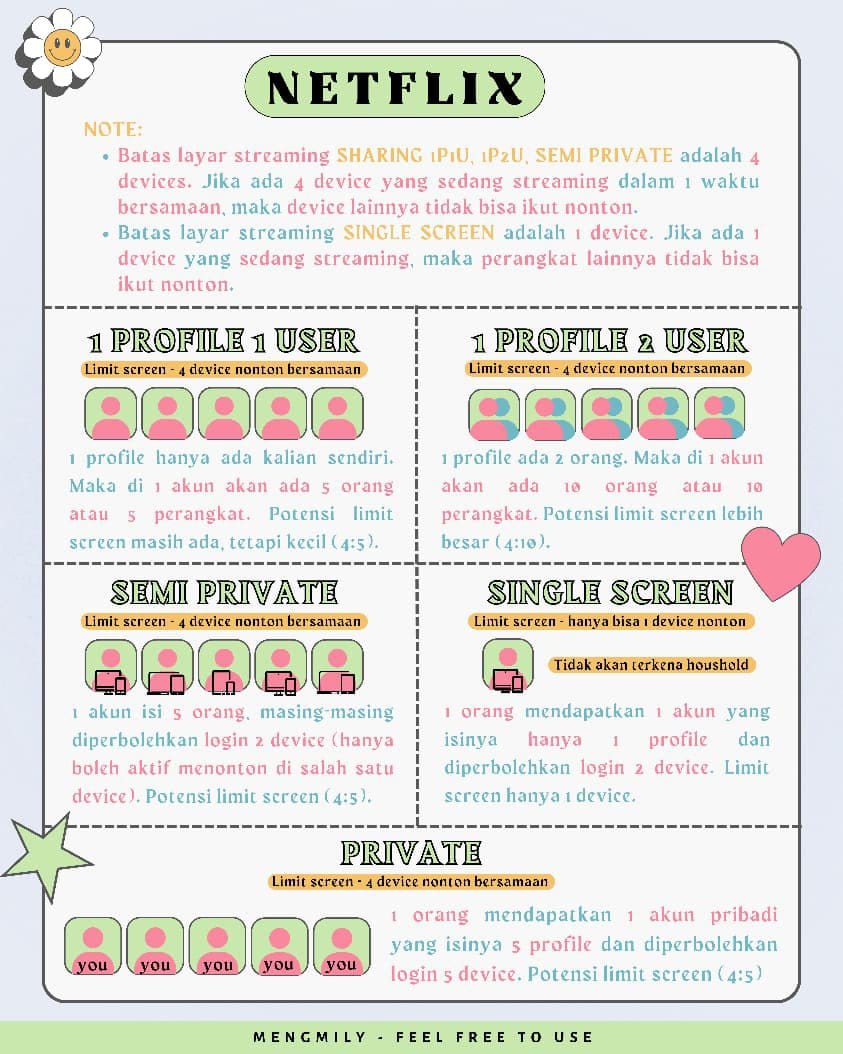 NETFLIX
NOTE:
• Batas layar streaming SHARING 1P1U, 1P2U, SEMI PRIVATE adalah 4
devices. Jika ada 4 device yang sedang streaming dalam 1 waktu
bersamaan, maka device lainnya tidak bisa ikut nonton.
• Batas layar streaming SINGLE SCREEN adalah 1 device. Jika ada 1
device yang sedang streaming, maka perangkat lainnya tidak bisa
ikut nonton.
1 PROFILE 1 USER
Limit screen - 4 device nonton bersamaan
1 profile hanya ada kalian sendiri.
Maka di 1 akun akan ada 5 orang
atau 5 perangkat. Potensi limit
screen masih ada, tetapi kecil (4:5).
1 PROFILE 2 USER
Limit screen - 4 device nonton bersamaan
1 profile ada 2 orang. Maka di 1 akun
akan ada 10 orang atau 10
perangkat. Potensi limit screen lebih
besar (4:10).
SEMI PRIVATE
Limit screen - 4 device nonton bersamaan
1 akun isi 5 orang, masing-masing
diperbolehkan login 2 device (hanya
boleh aktif menonton di salah satu
device). Potensi limit screen (4:5).
SINGLE SCREEN
Limit screen - hanya bisa 1 device nonton
Tidak akan terkena houshold
1 orang mendapatkan 1 akun yang
isinya hanya 1 profile dan
diperbolehkan login 2 device. Limit
screen hanya 1 device.
PRIVATE
Limit screen - 4 device nonton bersamaan
you you you you you
1 orang mendapatkan 1 akun pribadi
yang isinya 5 profile dan diperbolehkan
login 5 device. Potensi limit screen (4:5)
MENGMILY - FEEL FREE TO USE